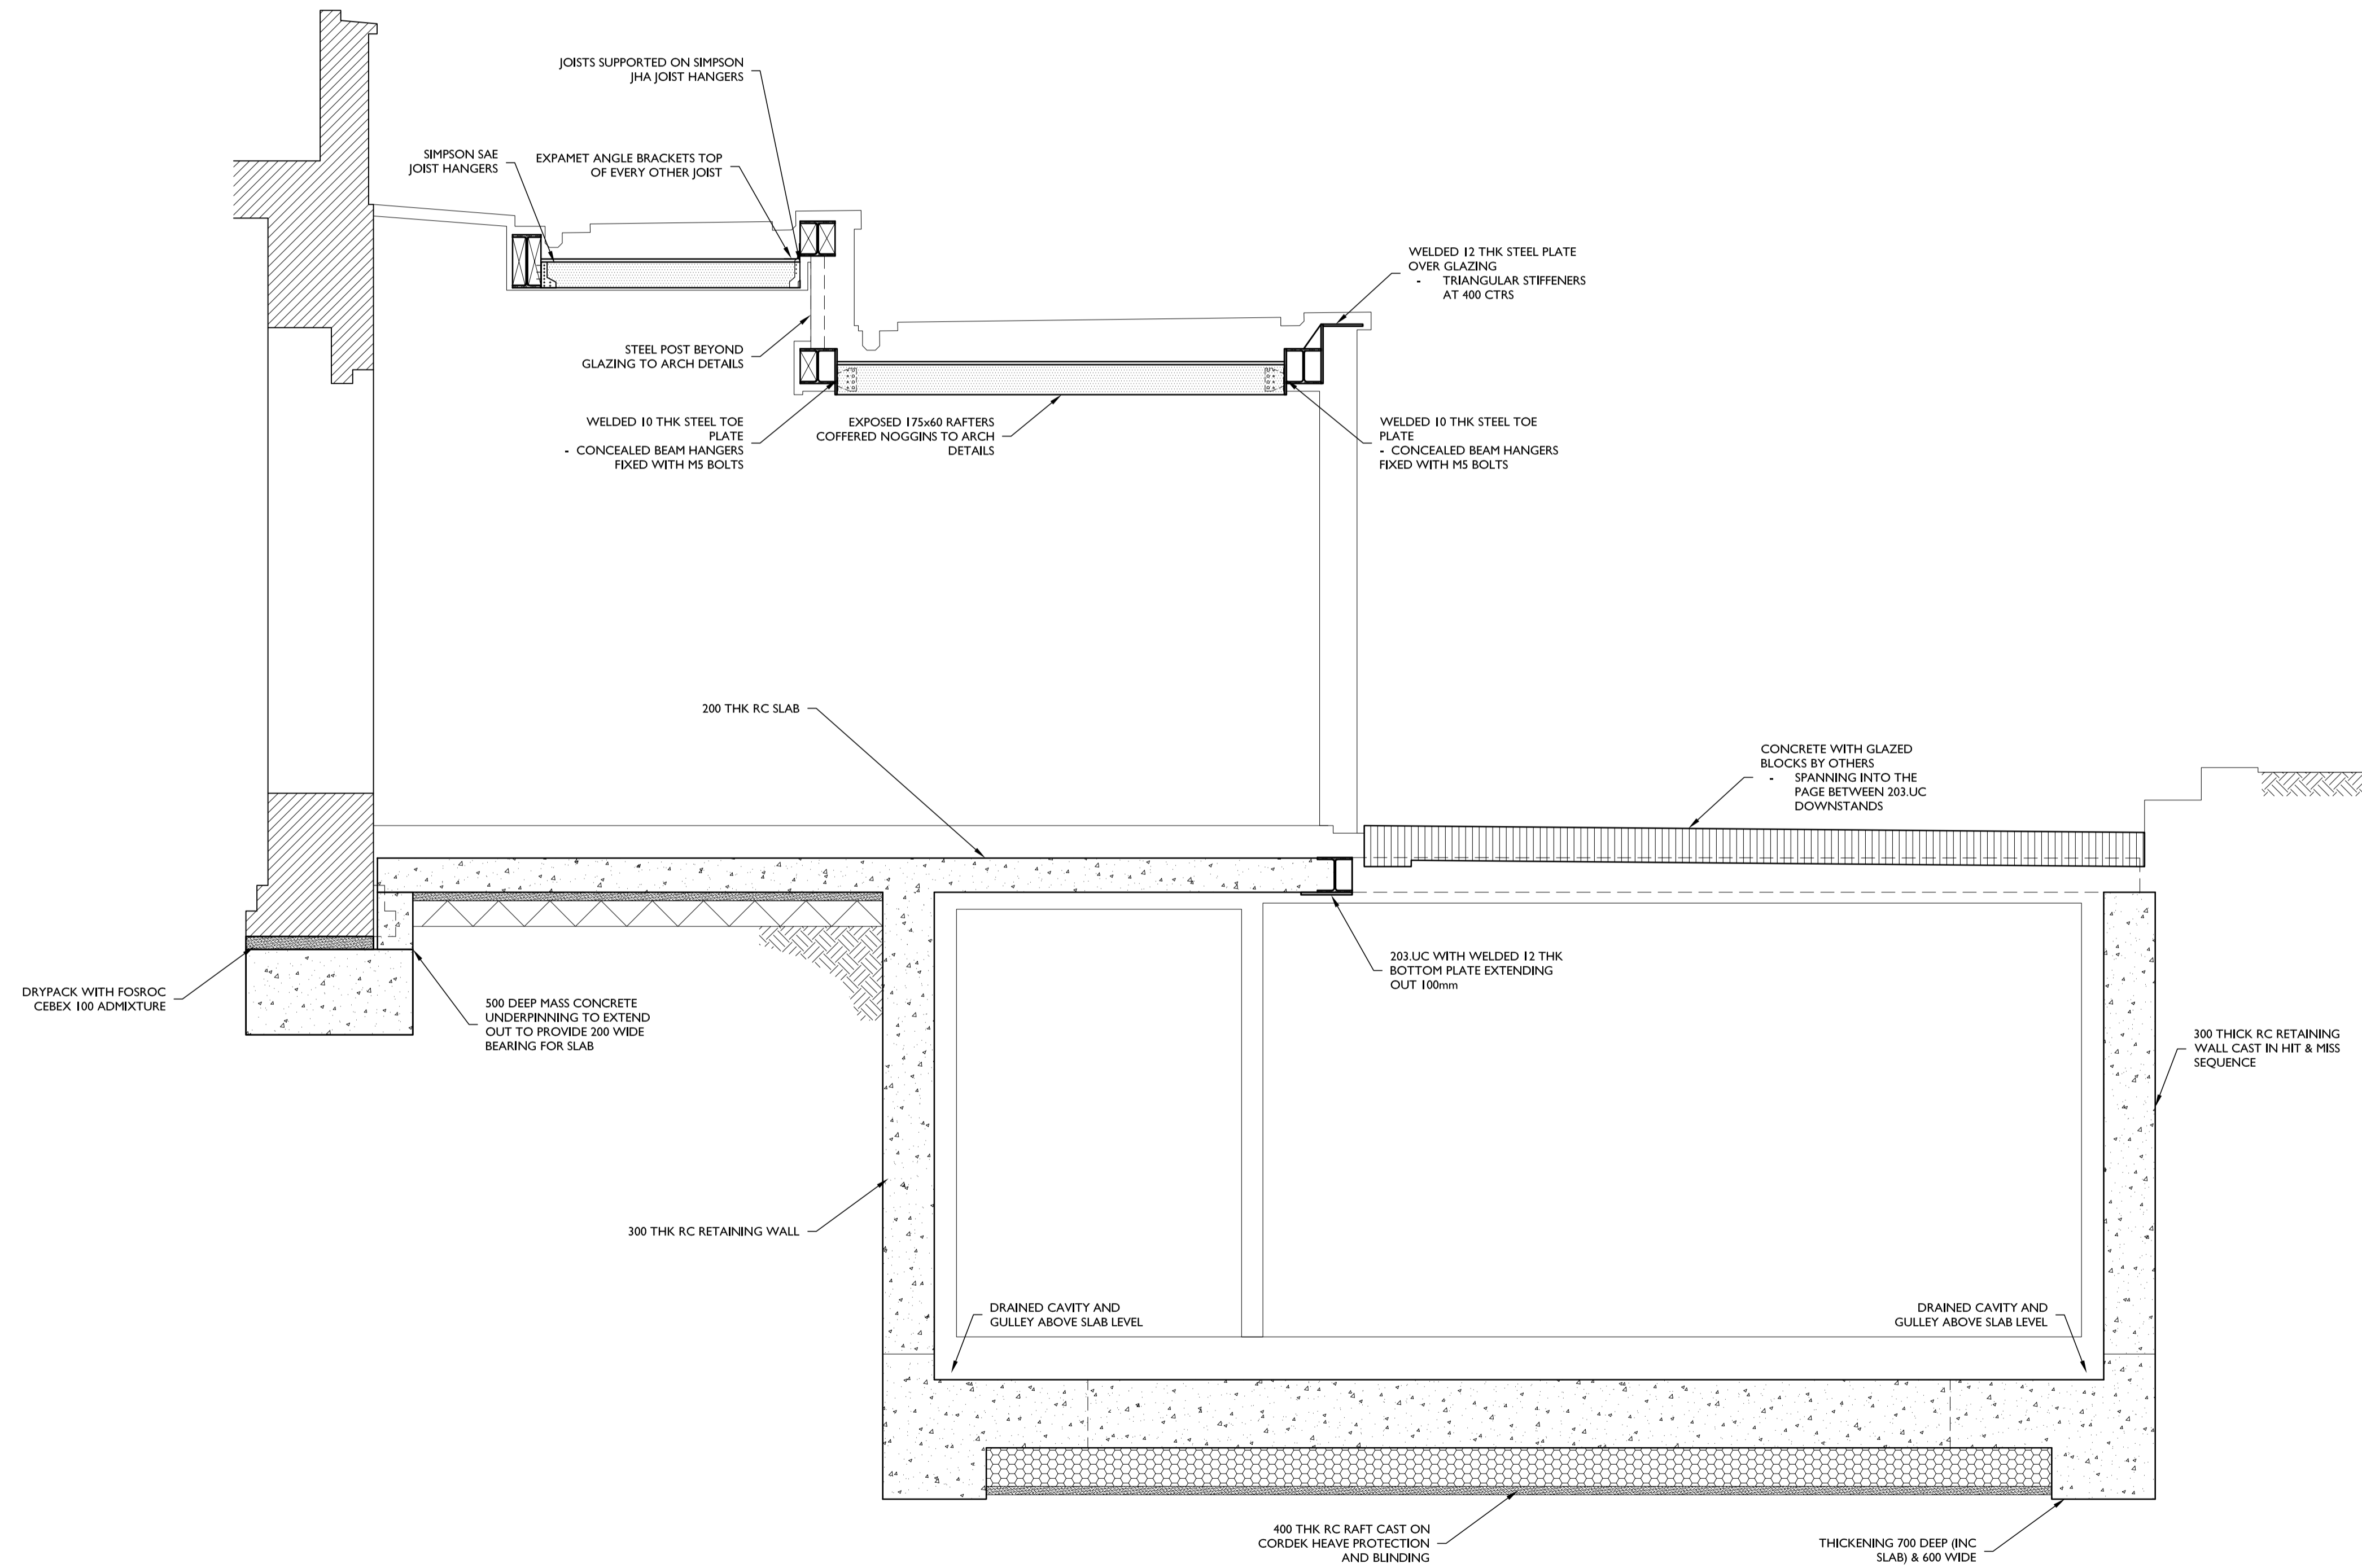 JOISTS SUPPORTED ON SIMPSON
JHA JOIST HANGERS
SIMPSON SAE
JOIST HANGERS
EXPAMET ANGLE BRACKETS TOP
OF EVERY OTHER JOIST
WELDED 12 THK STEEL PLATE
OVER GLAZING
- TRIANGULAR STIFFENERS
AT 400 CTRS
STEEL POST BEYOND
GLAZING TO ARCH DETAILS
WELDED 10 THK STEEL TOE
PLATE
- CONCEALED BEAM HANGERS
FIXED WITH M5 BOLTS
EXPOSED 175x60 RAFTERS
COFFERED NOGGINS TO ARCH
DETAILS
WELDED 10 THK STEEL TOE
PLATE
- CONCEALED BEAM HANGERS
FIXED WITH M5 BOLTS
200 THK RC SLAB
CONCRETE WITH GLAZED
BLOCKS BY OTHERS
- SPANNING INTO THE
PAGE BETWEEN 203.UC
DOWNSTANDS
203.UC WITH WELDED 12 THK
BOTTOM PLATE EXTENDING
OUT 100mm
DRYPACK WITH FOSROC
CEBEX 100 ADMIXTURE
500 DEEP MASS CONCRETE
UNDERPINNING TO EXTEND
OUT TO PROVIDE 200 WIDE
BEARING FOR SLAB
300 THICK RC RETAINING
WALL CAST IN HIT & MISS
SEQUENCE
300 THK RC RETAINING WALL
DRAINED CAVITY AND
GULLEY ABOVE SLAB LEVEL
DRAINED CAVITY AND
GULLEY ABOVE SLAB LEVEL
400 THK RC RAFT CAST ON
CORDEK HEAVE PROTECTION
AND BLINDING
THICKENING 700 DEEP (INC
SLAB) & 600 WIDE